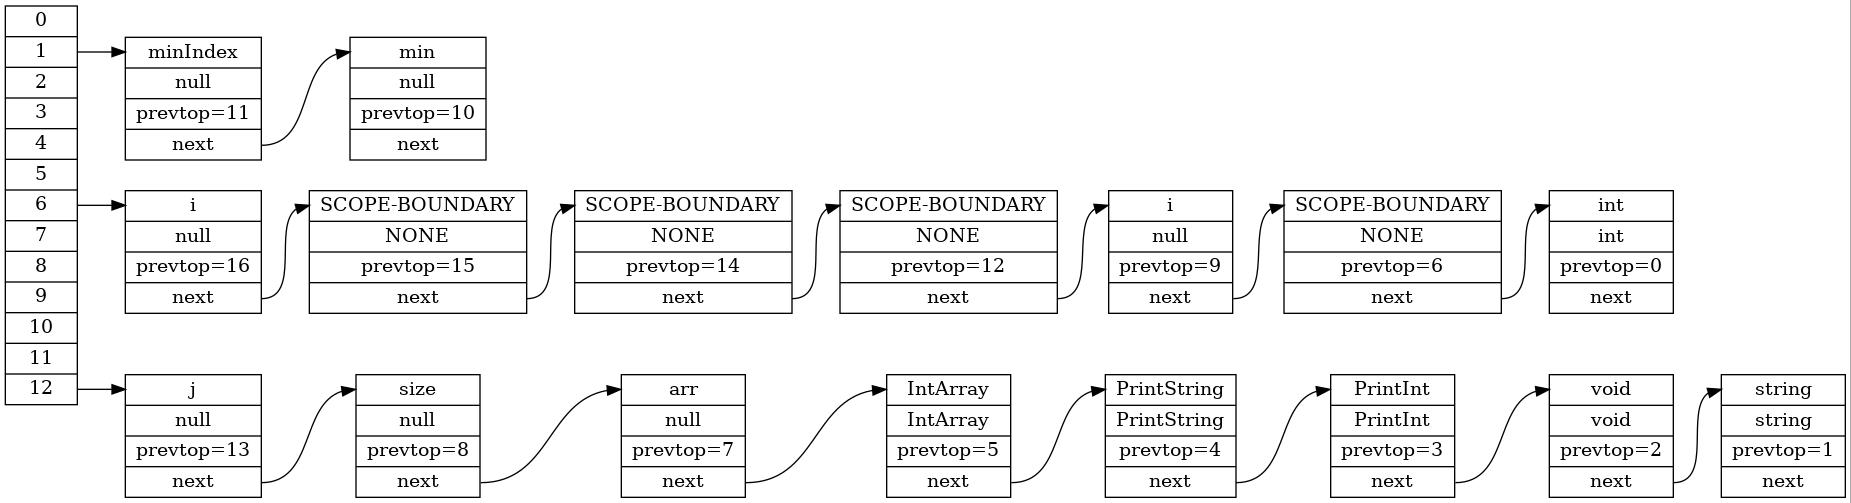 0
1
2
3
4
5
6
7
8
9
10
11
12
minIndex
null
prevtop=11
next
min
null
prevtop=10
next
i
null
prevtop=16
next
SCOPE-BOUNDARY
NONE
prevtop=15
next
SCOPE-BOUNDARY
NONE
prevtop=14
next
SCOPE-BOUNDARY
NONE
prevtop=12
next
i
null
prevtop=9
next
SCOPE-BOUNDARY
NONE
prevtop=6
next
int
int
prevtop=0
next
j
null
prevtop=13
next
size
null
prevtop=8
next
arr
null
prevtop=7
next
IntArray
IntArray
prevtop=5
next
PrintString
PrintString
prevtop=4
next
PrintInt
PrintInt
prevtop=3
next
void
void
prevtop=2
next
string
string
prevtop=1
next